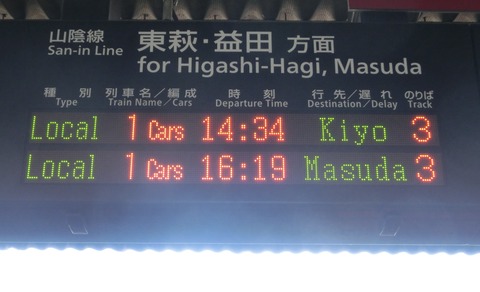 山陰線 東萩・益田 方面
San-in Line for Higashi-Hagi, Masuda
種別 列車名／編成 時刻 行先／遅れ のりば
Type Train Name／Cars Departure Time Destination／Delay Track
Local 1 Cars 14:34 Kiyo 3
Local 1 Cars 16:19 Masuda 3